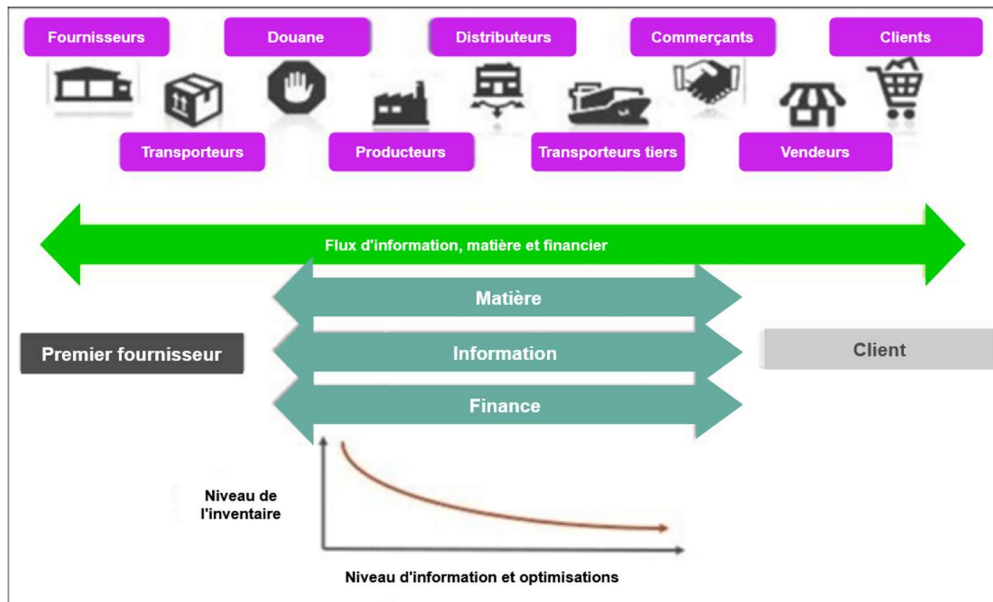 Fournisseurs
Douane
Distributeurs
Commerçants
Clients
Transporteurs
Producteurs
Transporteurs tiers
Vendeurs
Flux d'information, matière et financier
Matière
Premier fournisseur
Information
Client
Finance
Niveau de
l'inventaire
Niveau d'information et optimisations